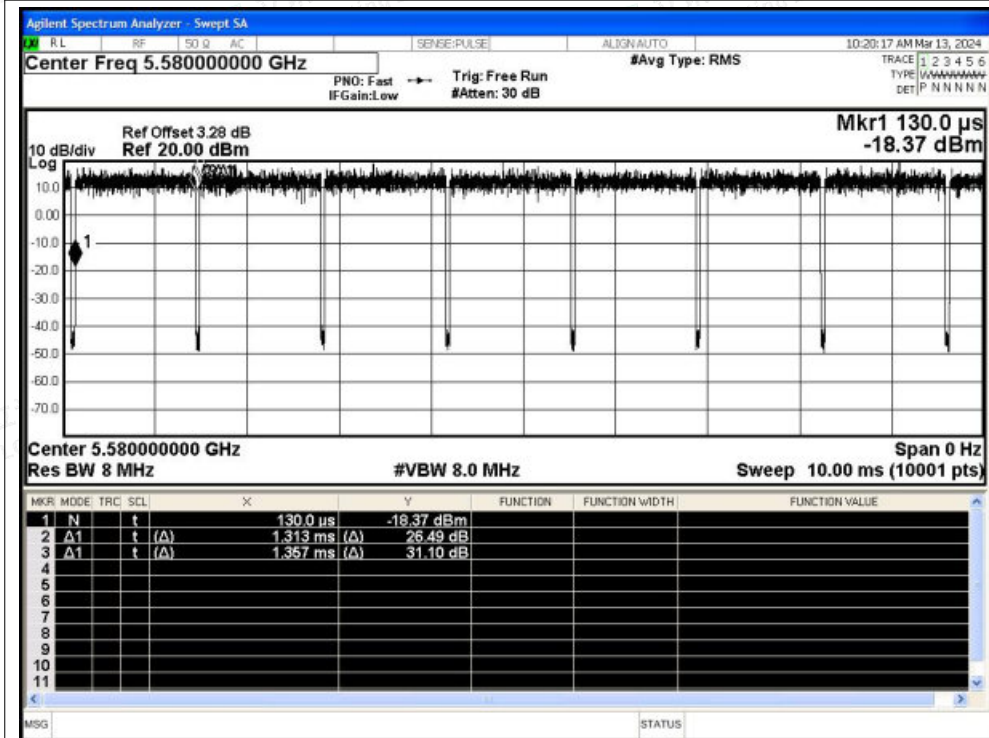 Agilent Spectrum Analyzer - Swept SA
RL RF 50 Ω AC SENSE:PULSE ALIGNAUTO 10:20:17 AM Mar 13, 2024
Center Freq 5.580000000 GHz #Avg Type: RMS TRACE 1 2 3 4 5 6
PNO: Fast Trig: Free Run TYPE
IFGain:Low #Atten: 30 dB DET P N N N N N
Mkr1 130.0 µs
Ref Offset 3.28 dB
10 dB/div Ref 20.00 dBm -18.37 dBm
Log
10.0
0.00
-10.0 1
-20.0
-30.0
-40.0
-50.0
-60.0
-70.0
Center 5.580000000 GHz Span 0 Hz
Res BW 8 MHz #VBW 8.0 MHz Sweep 10.00 ms (10001 pts)
MKR MODE TRC SCL X Y FUNCTION FUNCTION WIDTH FUNCTION VALUE
1 N t 130.0 µs -18.37 dBm
2 Δ1 t (Δ) 1.313 ms (Δ) 26.49 dB
3 Δ1 t (Δ) 1.357 ms (Δ) 31.10 dB
4
5
6
7
8
9
10
11
MSG STATUS